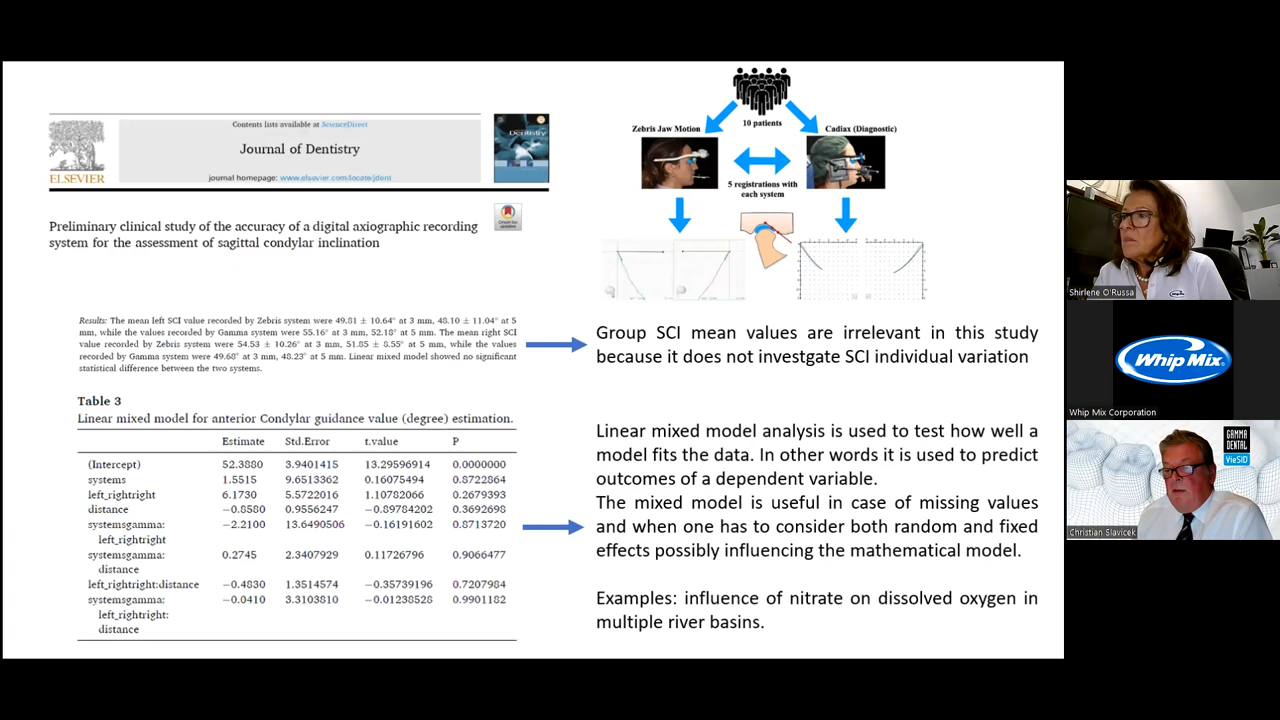 Contents lists available at ScienceDirect
Journal of Dentistry
journal homepage: www.elsevier.com/locate/jdent
ELSEVIER
Dentistry
Check for
updates
Preliminary clinical study of the accuracy of a digital axiographic recording
system for the assessment of sagittal condylar inclination
10 patients
Zebris Jaw Motion
Cadiax (Diagnostic)
5 registrations with
each system
Results: The mean left SCI value recorded by Zebris system were 49.81 ± 10.64° at 3 mm, 48.10 ± 11.04° at 5
mm, while the values recorded by Gamma system were 55.16° at 3 mm, 52.18° at 5 mm. The mean right SCI
value recorded by Zebris system were 54.53 ± 10.26° at 3 mm, 51.85 ± 8.55° at 5 mm, while the values
recorded by Gamma system were 49.68° at 3 mm, 48.23° at 5 mm. Linear mixed model showed no significant
statistical difference between the two systems.
Group SCI mean values are irrelevant in this study
because it does not investgate SCI individual variation
Table 3
Linear mixed model for anterior Condylar guidance value (degree) estimation.
Estimate Std.Error t.value P
(Intercept) 52.3880 3.9401415 13.29596914 0.0000000
systems 1.5515 9.6513362 0.16075494 0.8722864
left_rightright 6.1730 5.5722016 1.10782066 0.2679393
distance −0.8580 0.9556247 −0.89784202 0.3692698
systemsgamma: −2.2100 13.6490506 −0.16191602 0.8713720
left_rightright
systemsgamma: 0.2745 2.3407929 0.11726796 0.9066477
distance
left_rightright:distance −0.4830 1.3514574 −0.35739196 0.7207984
systemsgamma: −0.0410 3.3103810 −0.01238528 0.9901182
left_rightright:
distance
Linear mixed model analysis is used to test how well a
model fits the data. In other words it is used to predict
outcomes of a dependent variable.
The mixed model is useful in case of missing values
and when one has to consider both random and fixed
effects possibly influencing the mathematical model.
Examples: influence of nitrate on dissolved oxygen in
multiple river basins.
Shirlene O'Russa
Whip Mix
Whip Mix Corporation
GAMMA
DENTAL
VieSID
Christian Slavicek